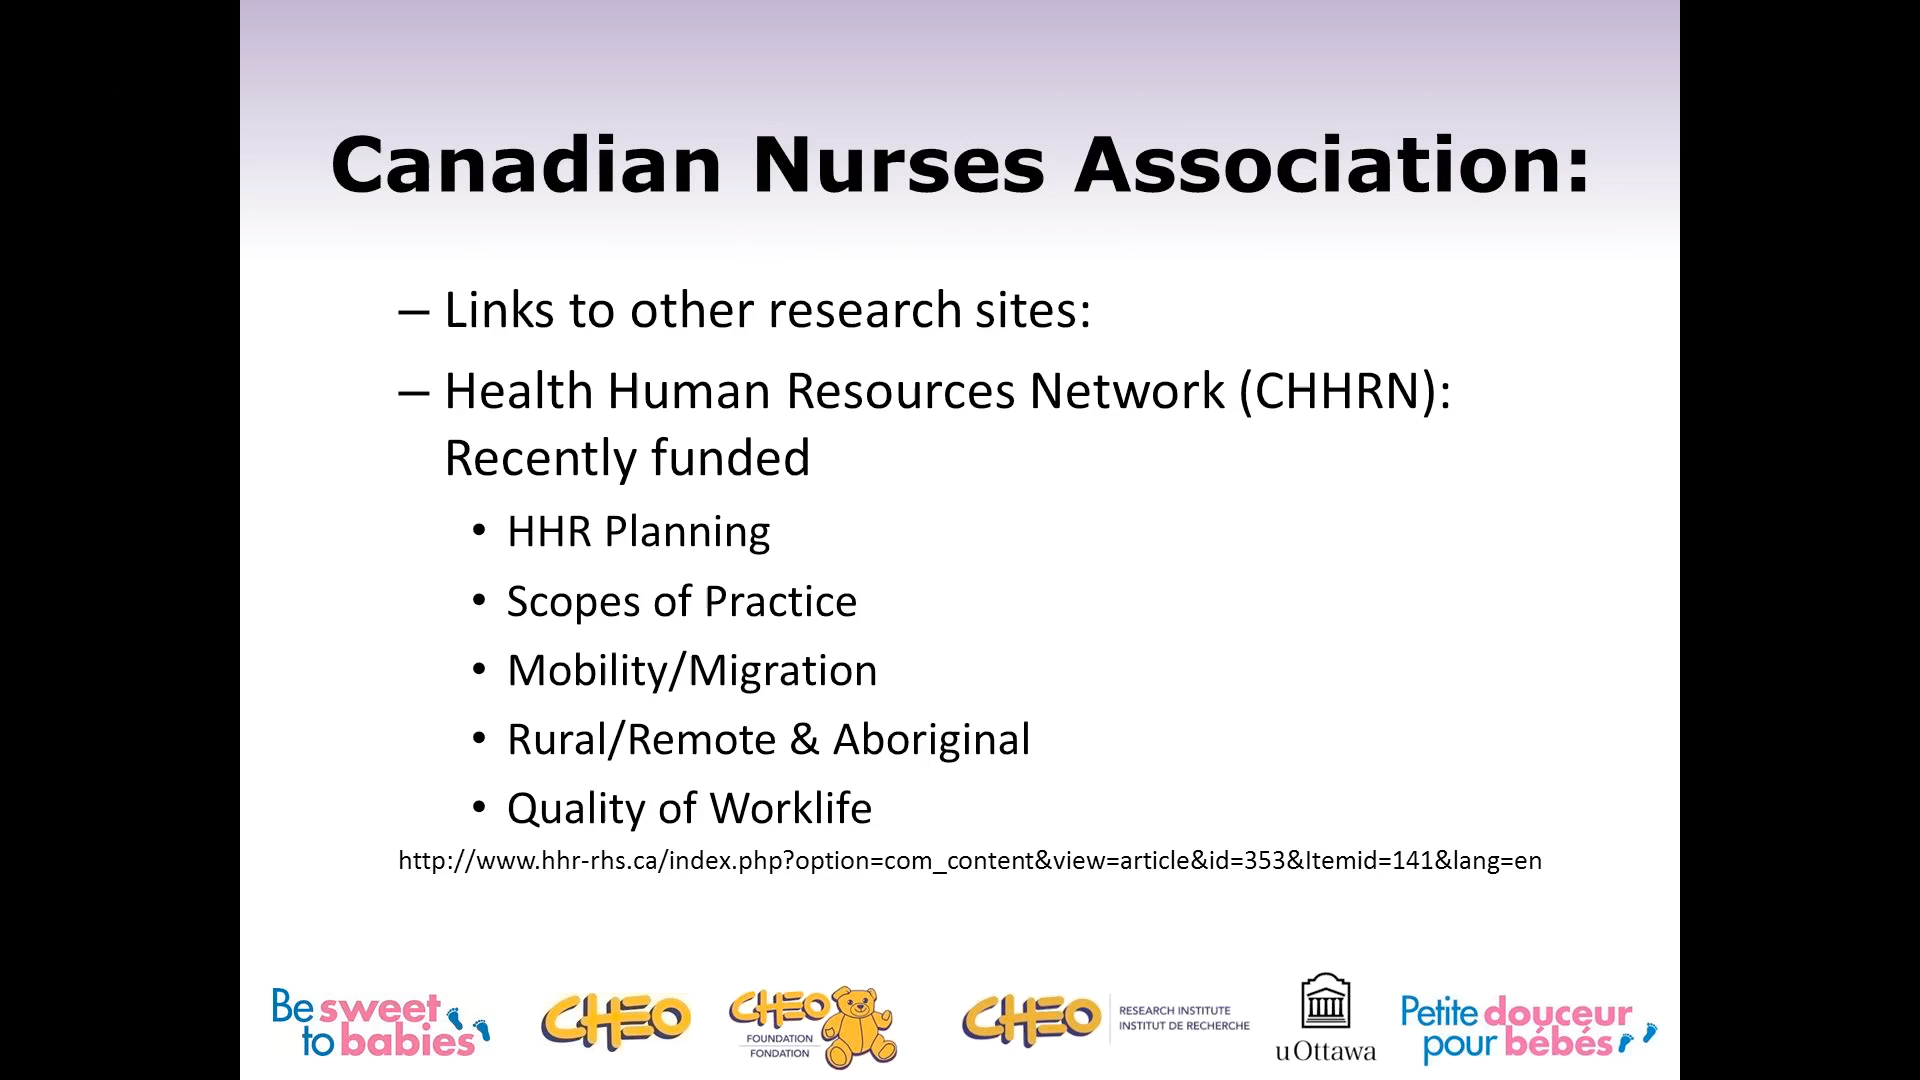 Canadian Nurses Association:
– Links to other research sites:
– Health Human Resources Network (CHHRN):
Recently funded
• HHR Planning
• Scopes of Practice
• Mobility/Migration
• Rural/Remote & Aboriginal
• Quality of Worklife
http://www.hhr-rhs.ca/index.php?option=com_content&view=article&id=353&Itemid=141&lang=en
Be sweet
to babies
CHEO
CHEO
FOUNDATION
FONDATION
CHEO
RESEARCH INSTITUTE
INSTITUT DE RECHERCHE
uOttawa
Petite douceur
pour bébés